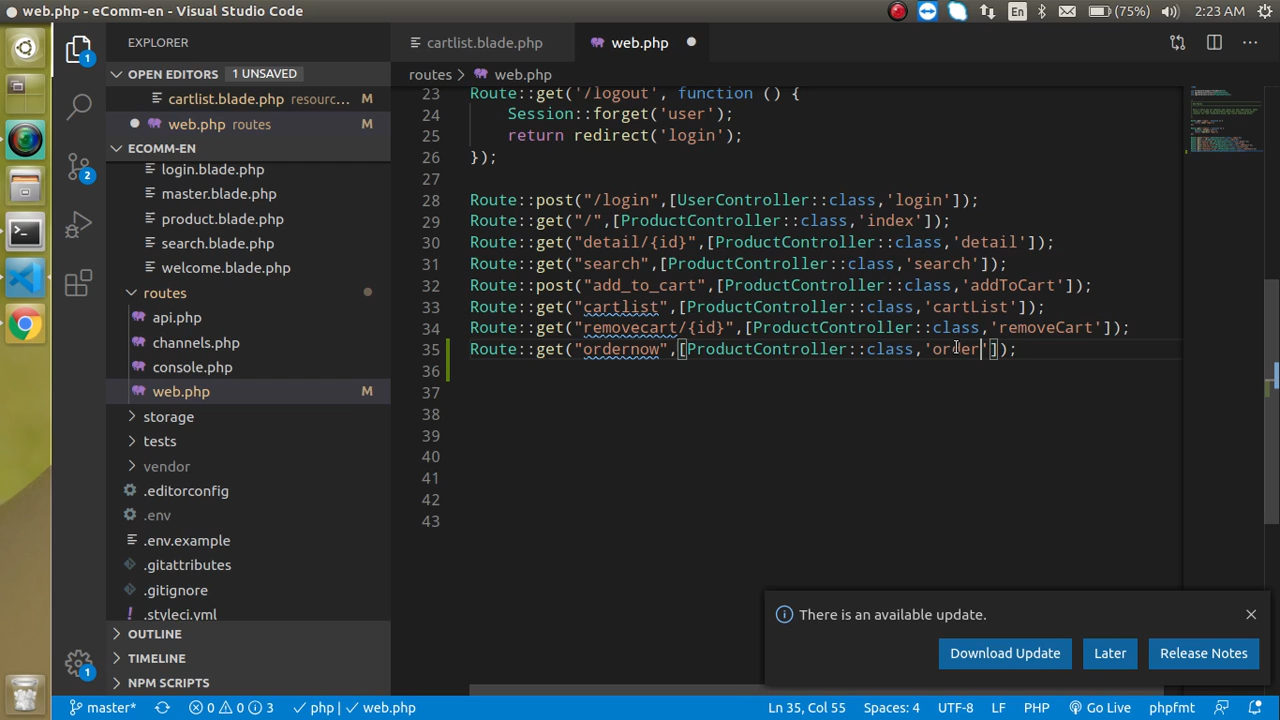 web.php - eComm-en - Visual Studio Code
En
(75%)
2:23 AM
EXPLORER
cartlist.blade.php
web.php
1
OPEN EDITORS
1 UNSAVED
routes > web.php
cartlist.blade.php resourc... M
web.php routes M
ECOMM-EN
login.blade.php
master.blade.php
product.blade.php
search.blade.php
welcome.blade.php
routes
api.php
channels.php
console.php
web.php M
storage
tests
vendor
.editorconfig
.env
.env.example
.gitattributes
.gitignore
.styleci.yml
OUTLINE
TIMELINE
NPM SCRIPTS
2
1
23 Route::get('/logout', function () {
24 Session::forget('user');
25 return redirect('login');
26 });
27
28 Route::post("/login",[UserController::class,'login']);
29 Route::get("/",[ProductController::class,'index']);
30 Route::get("detail/{id}",[ProductController::class,'detail']);
31 Route::get("search",[ProductController::class,'search']);
32 Route::post("add_to_cart",[ProductController::class,'addToCart']);
33 Route::get("cartlist",[ProductController::class,'cartList']);
34 Route::get("removecart/{id}",[ProductController::class,'removeCart']);
35 Route::get("ordernow",[ProductController::class,'order']);
36
37
38
39
40
41
42
43
There is an available update.
Download Update
Later
Release Notes
master*
0 0 3
php
web.php
Ln 35, Col 55
Spaces: 4
UTF-8
LF
PHP
Go Live
phpfmt